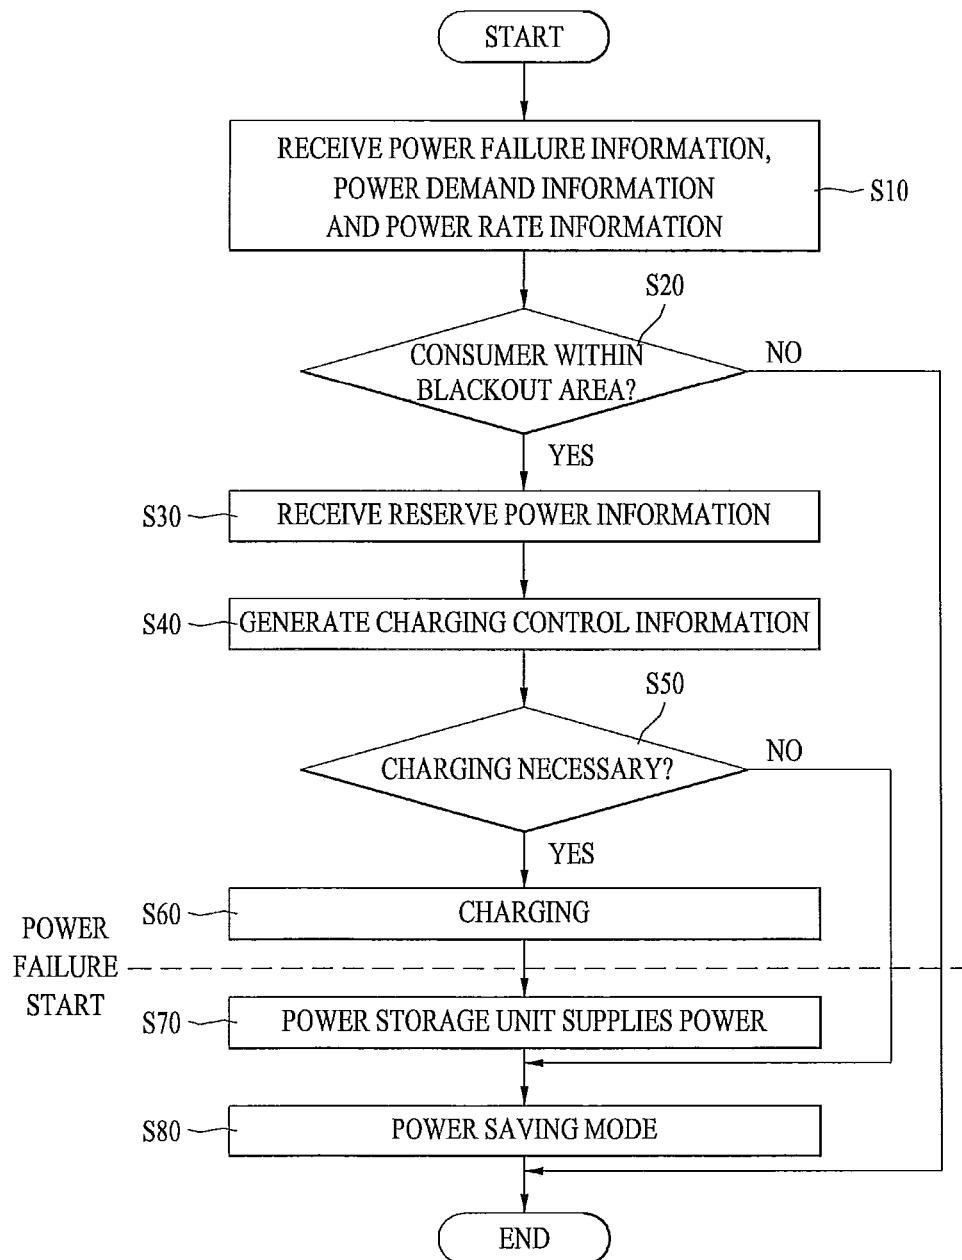 START
RECEIVE POWER FAILURE INFORMATION,
POWER DEMAND INFORMATION
AND POWER RATE INFORMATION
S10
S20
CONSUMER WITHIN
BLACKOUT AREA?
NO
YES
S30
RECEIVE RESERVE POWER INFORMATION
S40
GENERATE CHARGING CONTROL INFORMATION
S50
CHARGING NECESSARY?
NO
YES
S60
CHARGING
POWER
FAILURE
START
S70
POWER STORAGE UNIT SUPPLIES POWER
S80
POWER SAVING MODE
END